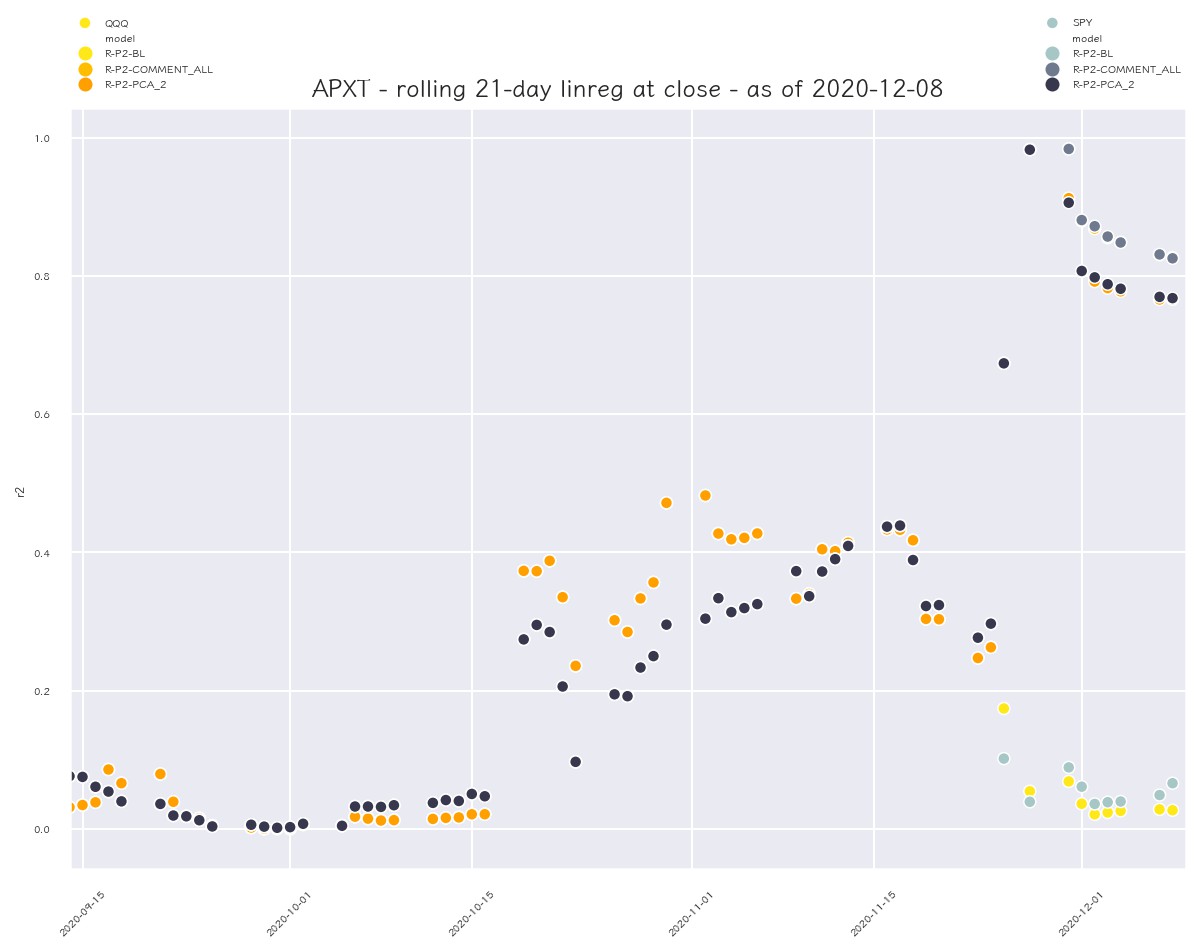 QQQ
model
R-P2-BL
R-P2-COMMENT_ALL
R-P2-PCA_2
SPY
model
R-P2-BL
R-P2-COMMENT_ALL
R-P2-PCA_2
APXT - rolling 21-day linreg at close - as of 2020-12-08
1.0
0.8
0.6
0.4
0.2
0.0
r2
2020-09-15
2020-10-01
2020-10-15
2020-11-01
2020-11-15
2020-12-01